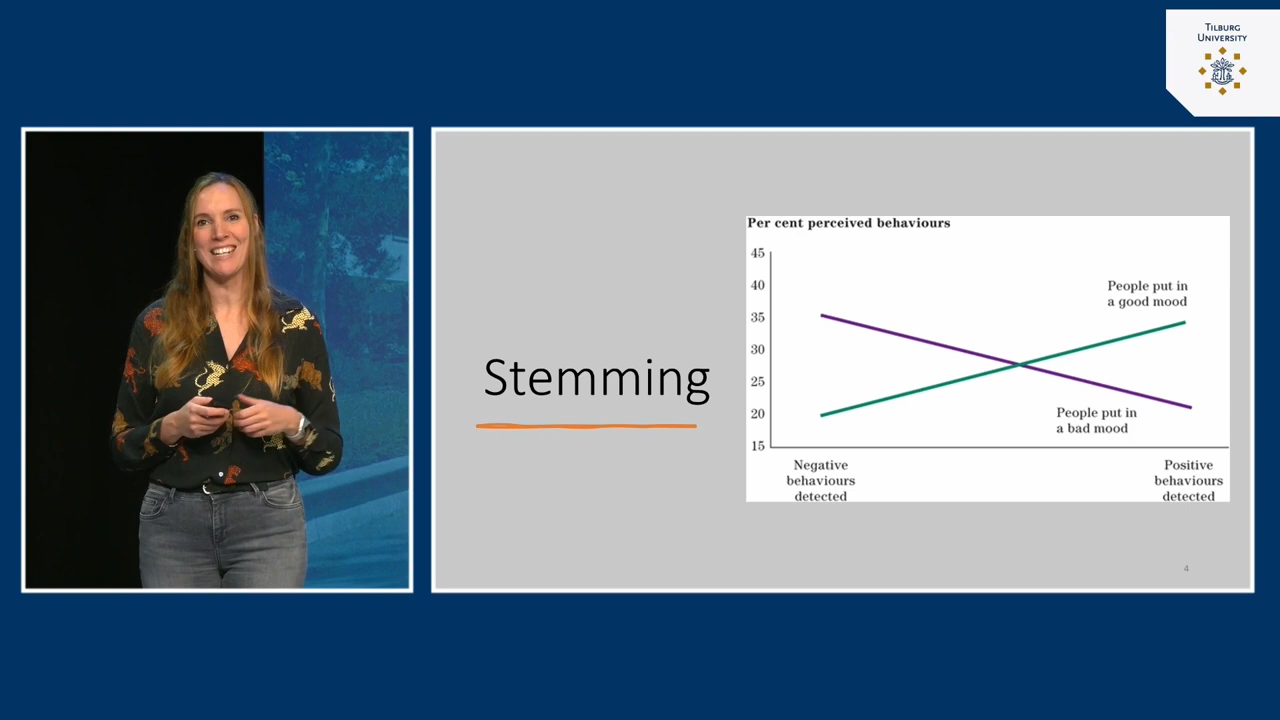 TILBURG
UNIVERSITY
Stemming
Per cent perceived behaviours
45
40
35
30
25
20
15
People put in
a good mood
People put in
a bad mood
Negative
behaviours
detected
Positive
behaviours
detected
4